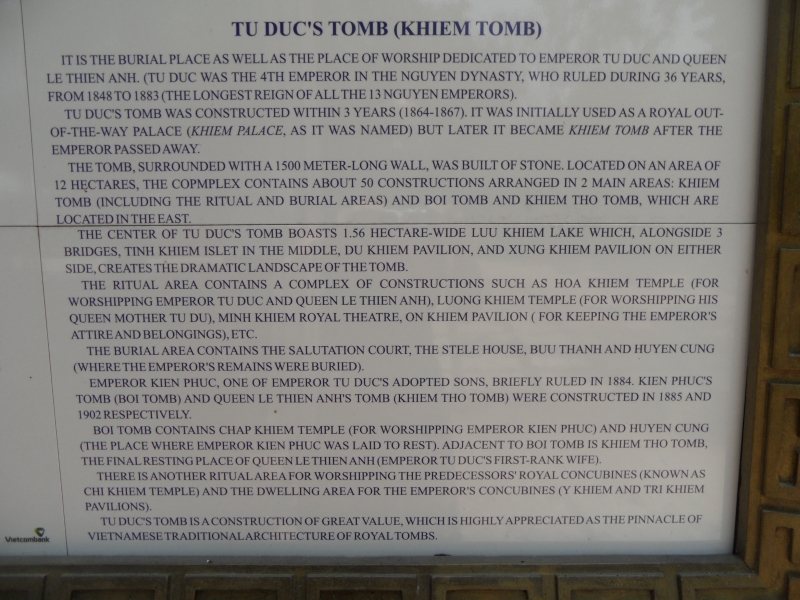 TU DUC'S TOMB (KHIEM TOMB)
IT IS THE BURIAL PLACE AS WELL AS THE PLACE OF WORSHIP DEDICATED TO EMPEROR TU DUC AND QUEEN
LE THIEN ANH. (TU DUC WAS THE 4TH EMPEROR IN THE NGUYEN DYNASTY, WHO RULED DURING 36 YEARS,
FROM 1848 TO 1883 (THE LONGEST REIGN OF ALL THE 13 NGUYEN EMPERORS).
TU DUC'S TOMB WAS CONSTRUCTED WITHIN 3 YEARS (1864-1867). IT WAS INITIALLY USED AS A ROYAL OUT-
OF-THE-WAY PALACE (KHIEM PALACE, AS IT WAS NAMED) BUT LATER IT BECAME KHIEM TOMB AFTER THE
EMPEROR PASSED AWAY.
THE TOMB, SURROUNDED WITH A 1500 METER-LONG WALL, WAS BUILT OF STONE. LOCATED ON AN AREA OF
12 HECTARES, THE COPMPLEX CONTAINS ABOUT 50 CONSTRUCTIONS ARRANGED IN 2 MAIN AREAS: KHIEM
TOMB (INCLUDING THE RITUAL AND BURIAL AREAS) AND BOI TOMB AND KHIEM THO TOMB, WHICH ARE
LOCATED IN THE EAST.
THE CENTER OF TU DUC'S TOMB BOASTS 1.56 HECTARE-WIDE LUU KHIEM LAKE WHICH, ALONGSIDE 3
BRIDGES, TINH KHIEM ISLET IN THE MIDDLE, DU KHIEM PAVILION, AND XUNG KHIEM PAVILION ON EITHER
SIDE, CREATES THE DRAMATIC LANDSCAPE OF THE TOMB.
THE RITUAL AREA CONTAINS A COMPLEX OF CONSTRUCTIONS SUCH AS HOA KHIEM TEMPLE (FOR
WORSHIPPING EMPEROR TU DUC AND QUEEN LE THIEN ANH), LUONG KHIEM TEMPLE (FOR WORSHIPPING HIS
QUEEN MOTHER TU DU), MINH KHIEM ROYAL THEATRE, ON KHIEM PAVILION ( FOR KEEPING THE EMPEROR'S
ATTIRE AND BELONGINGS), ETC.
THE BURIAL AREA CONTAINS THE SALUTATION COURT, THE STELE HOUSE, BUU THANH AND HUYEN CUNG
(WHERE THE EMPEROR'S REMAINS WERE BURIED).
EMPEROR KIEN PHUC, ONE OF EMPEROR TU DUC'S ADOPTED SONS, BRIEFLY RULED IN 1884. KIEN PHUC'S
TOMB (BOI TOMB) AND QUEEN LE THIEN ANH'S TOMB (KHIEM THO TOMB) WERE CONSTRUCTED IN 1885 AND
1902 RESPECTIVELY.
BOI TOMB CONTAINS CHAP KHIEM TEMPLE (FOR WORSHIPPING EMPEROR KIEN PHUC) AND HUYEN CUNG
(THE PLACE WHERE EMPEROR KIEN PHUC WAS LAID TO REST). ADJACENT TO BOI TOMB IS KHIEM THO TOMB,
THE FINAL RESTING PLACE OF QUEEN LE THIEN ANH (EMPEROR TU DUC'S FIRST-RANK WIFE).
THERE IS ANOTHER RITUAL AREA FOR WORSHIPPING THE PREDECESSORS' ROYAL CONCUBINES (KNOWN AS
CHI KHIEM TEMPLE) AND THE DWELLING AREA FOR THE EMPEROR'S CONCUBINES (Y KHIEM AND TRI KHIEM
PAVILIONS).
TU DUC'S TOMB IS A CONSTRUCTION OF GREAT VALUE, WHICH IS HIGHLY APPRECIATED AS THE PINNACLE OF
VIETNAMESE TRADITIONAL ARCHITECTURE OF ROYAL TOMBS.
Vietcombank